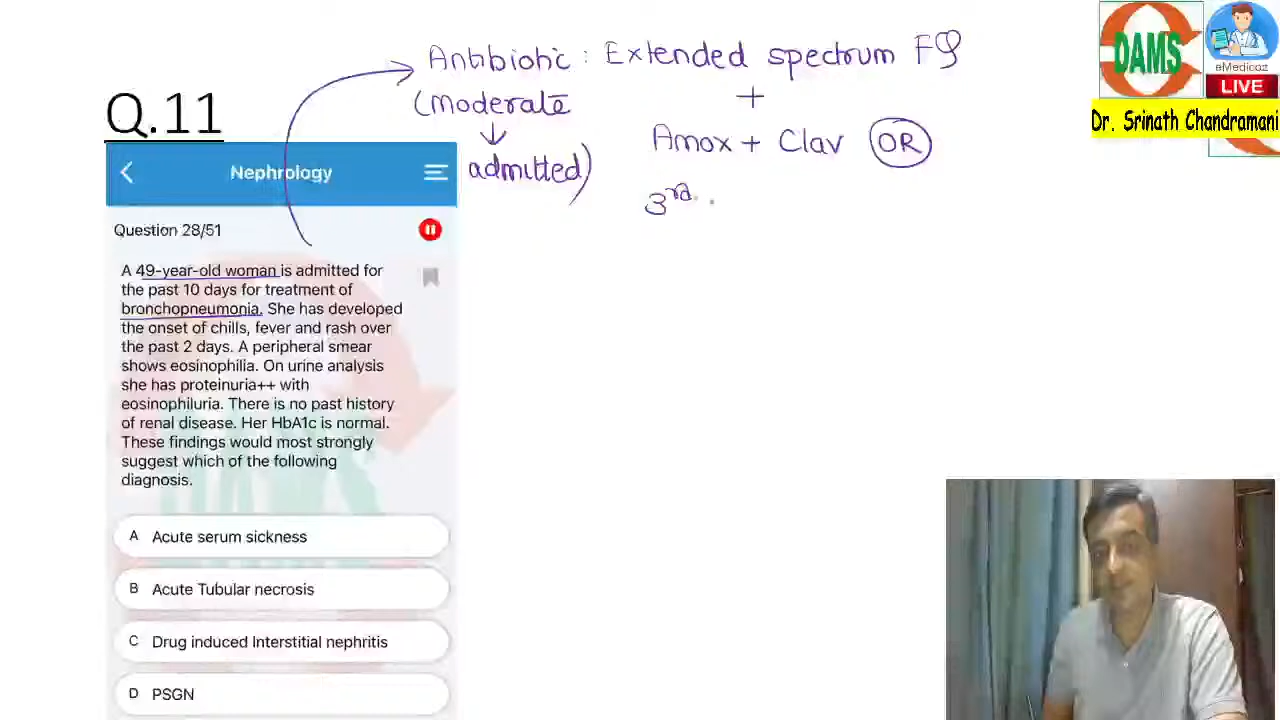 Antibiotic : Extended spectrum FQ
(moderate
+
admitted)
Amox + Clav OR
3rd
Q.11
Nephrology
Question 28/51
A 49-year-old woman is admitted for
the past 10 days for treatment of
bronchopneumonia. She has developed
the onset of chills, fever and rash over
the past 2 days. A peripheral smear
shows eosinophilia. On urine analysis
she has proteinuria++ with
eosinophiluria. There is no past history
of renal disease. Her HbA1c is normal.
These findings would most strongly
suggest which of the following
diagnosis.
A Acute serum sickness
B Acute Tubular necrosis
C Drug induced Interstitial nephritis
D PSGN
DAMS
eMedicoz
LIVE
Dr. Srinath Chandramani